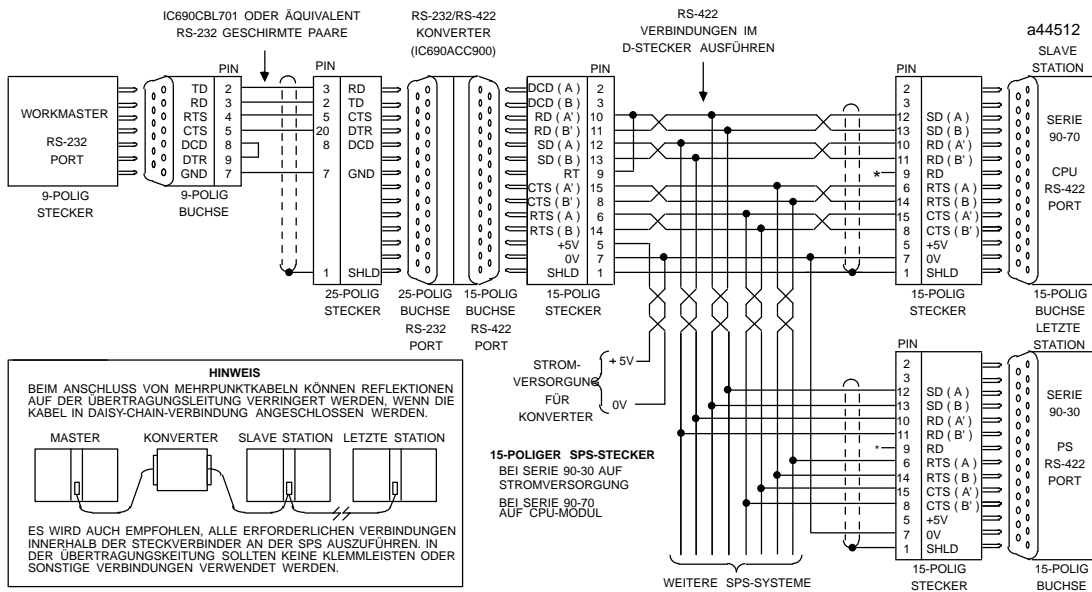 IC690CBL701 ODER ÄQUIVALENT
RS-232 GESCHIRMTE PAARE
RS-232/RS-422
KONVERTER
(IC690ACC900)
RS-422
VERBINDUNGEN IM
D-STECKER AUSFÜHREN
a44512
SLAVE
STATION
WORKMASTER
RS-232
PORT
9-POLIG
STECKER
PIN
TD 2
RD 3
RTS 4
CTS 5
DCD 8
DTR 9
GND 7
9-POLIG
BUCHSE
PIN
3 RD
2 TD
5 CTS
20 DTR
8 DCD
7 GND
1 SHLD
25-POLIG
STECKER
25-POLIG
BUCHSE
RS-232
PORT
15-POLIG
BUCHSE
RS-422
PORT
PIN
DCD ( A ) 2
DCD ( B ) 3
RD ( A' ) 10
RD ( B' ) 11
SD ( A ) 12
SD ( B ) 13
RT 9
CTS ( A' ) 15
CTS ( B' ) 8
RTS ( A ) 6
RTS ( B ) 14
+5V 5
0V 7
SHLD 1
15-POLIG
STECKER
PIN
2
3
12 SD ( A )
13 SD ( B )
10 RD ( A' )
11 RD ( B' )
* 9 RD
6 RTS ( A )
14 RTS ( B )
15 CTS ( A' )
8 CTS ( B' )
5 +5V
7 0V
1 SHLD
15-POLIG
STECKER
SERIE
90-70
CPU
RS-422
PORT
15-POLIG
BUCHSE
LETZTE
STATION
PIN
2
3
12 SD ( A )
13 SD ( B )
10 RD ( A' )
11 RD ( B' )
* 9 RD
6 RTS ( A )
14 RTS ( B )
15 CTS ( A' )
8 CTS ( B' )
5 +5V
7 0V
1 SHLD
15-POLIG
STECKER
SERIE
90-30
PS
RS-422
PORT
15-POLIG
BUCHSE
STROM-
VERSORGUNG
FÜR
KONVERTER
+ 5V
0V
15-POLIGER SPS-STECKER
BEI SERIE 90-30 AUF
STROMVERSORGUNG
BEI SERIE 90-70
AUF CPU-MODUL
WEITERE SPS-SYSTEME
HINWEIS
BEIM ANSCHLUSS VON MEHRPUNKTKABELN KÖNNEN REFLEKTIONEN
AUF DER ÜBERTRAGUNGSLEITUNG VERRINGERT WERDEN, WENN DIE
KABEL IN DAISY-CHAIN-VERBINDUNG ANGESCHLOSSEN WERDEN.
MASTER KONVERTER SLAVE STATION LETZTE STATION
ES WIRD AUCH EMPFOHLEN, ALLE ERFORDERLICHEN VERBINDUNGEN
INNERHALB DER STECKVERBINDER AN DER SPS AUSZUFÜHREN. IN
DER ÜBERTRAGUNGSKEITUNG SOLLTEN KEINE KLEMMLEISTEN ODER
SONSTIGE VERBINDUNGEN VERWENDET WERDEN.